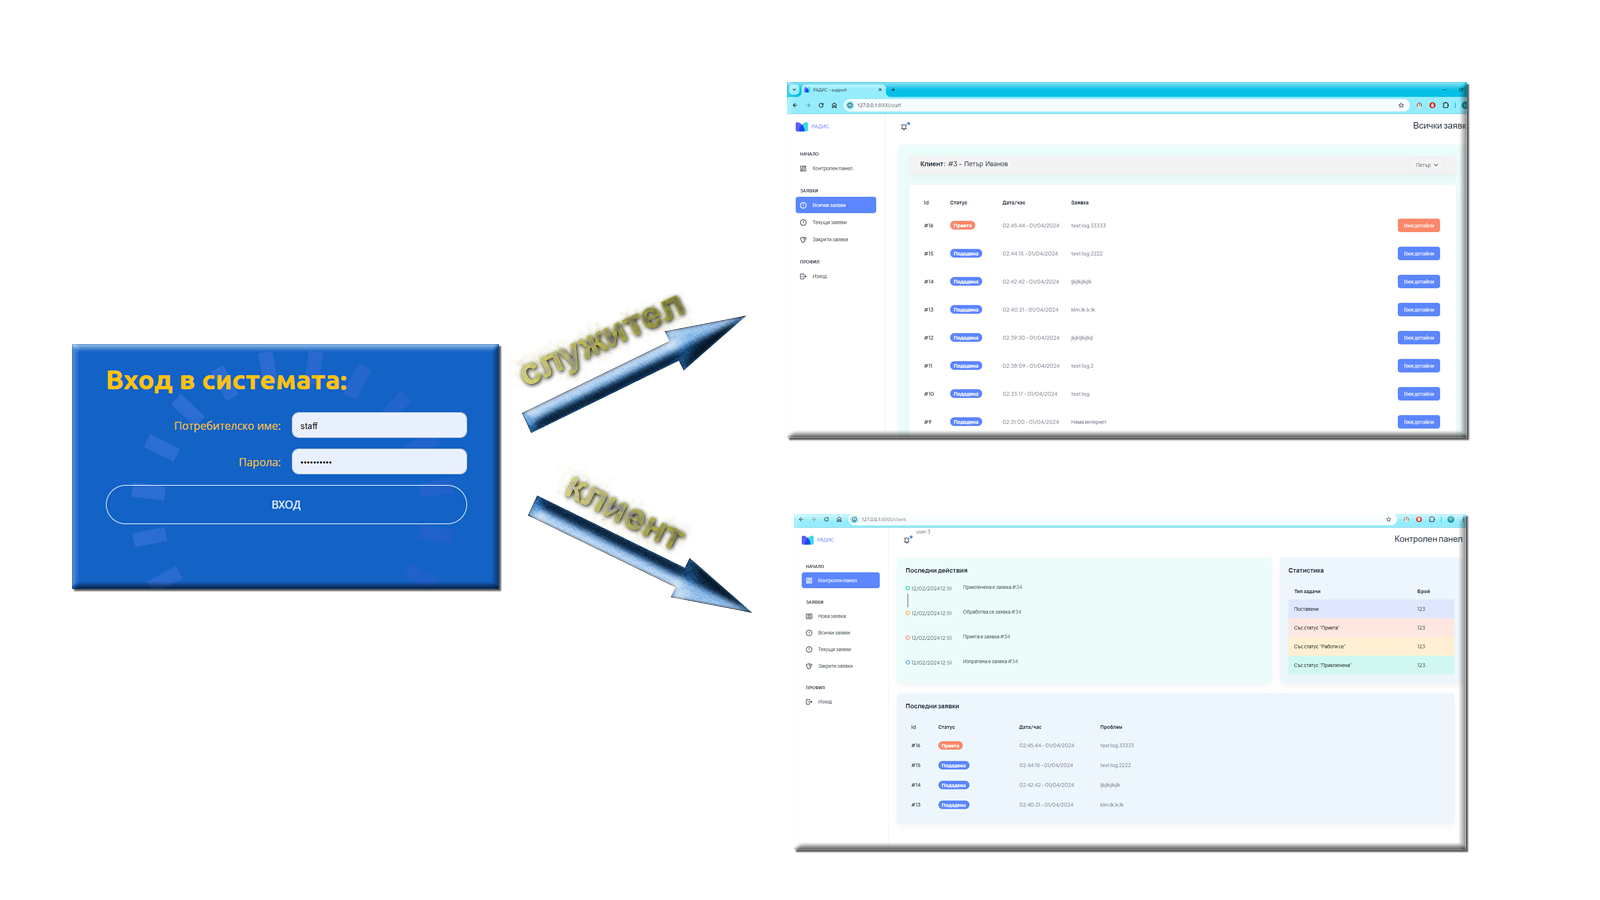 Вход в системата:
Потребителско име: staff
Парола: ••••••••••
ВХОД
служител
клиент
РАДИС - support
127.0.0.1:8000/staff
РАДИС
Всички заявк
НАЧАЛО
Контролен панел
ЗАЯВКИ
Всички заявки
Текущи заявки
Закрити заявки
ПРОФИЛ
Изход
Клиент: #3 - Петър Иванов
Петър
Id Статус Дата/час Заявка
#16 Приета 02:45:44 - 01/04/2024 test log 33333 Виж детайли
#15 Подадена 02:44:15 - 01/04/2024 test log 2222 Виж детайли
#14 Подадена 02:42:42 - 01/04/2024 Виж детайли
#13 Подадена 02:40:21 - 01/04/2024 klm;lk;k;lk Виж детайли
#12 Подадена 02:39:30 - 01/04/2024 Виж детайли
#11 Подадена 02:38:09 - 01/04/2024 test log 2 Виж детайли
#10 Подадена 02:33:17 - 01/04/2024 test log Виж детайли
#9 Подадена 02:31:00 - 01/04/2024 Няма интернет Виж детайли
127.0.0.1:8000/client
РАДИС
user:3
Контролен панел
НАЧАЛО
Контролен панел
ЗАЯВКИ
Нова заявка
Всички заявки
Текущи заявки
Закрити заявки
ПРОФИЛ
Изход
Последни действия
12/02/2024 12:51 Приключена е заявка #34
12/02/2024 12:51 Обработва се заявка #34
12/02/2024 12:51 Приета е заявка #34
12/02/2024 12:51 Изпратена е заявка #34
Статистика
Тип задачи Брой
Поставени 123
Със статус "Приета" 123
Със статус "Работи се" 123
Със статус "Приключена" 123
Последни заявки
Id Статус Дата/час Проблем
#16 Приета 02:45:44 - 01/04/2024 test log 33333
#15 Подадена 02:44:15 - 01/04/2024 test log 2222
#14 Подадена 02:42:42 - 01/04/2024
#13 Подадена 02:40:21 - 01/04/2024 klm;lk;k;lk